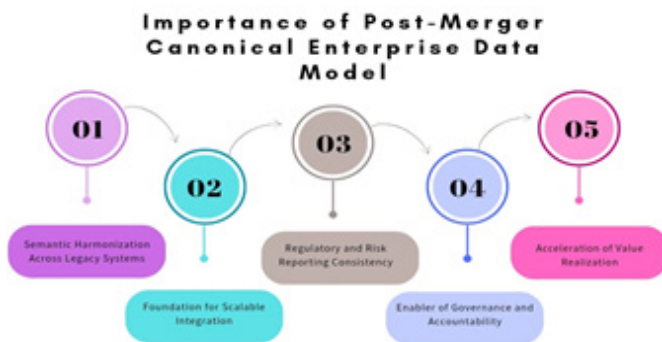 Importance of Post-Merger
Canonical Enterprise Data
Model
01
02
03
04
05
Semantic Harmonization
Across Legacy Systems
Foundation for Scalable
Integration
Regulatory and Risk
Reporting Consistency
Enabler of Governance and
Accountability
Acceleration of Value
Realization